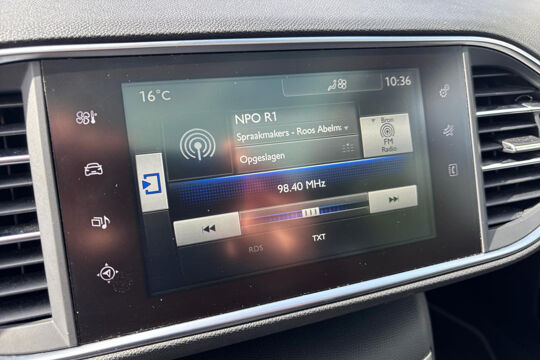 16°C
10:36
NPO R1
Spraakmakers - Roos Abelm
Opgeslagen
Bron
FM
Radio
98.40 MHz
RDS
TXT